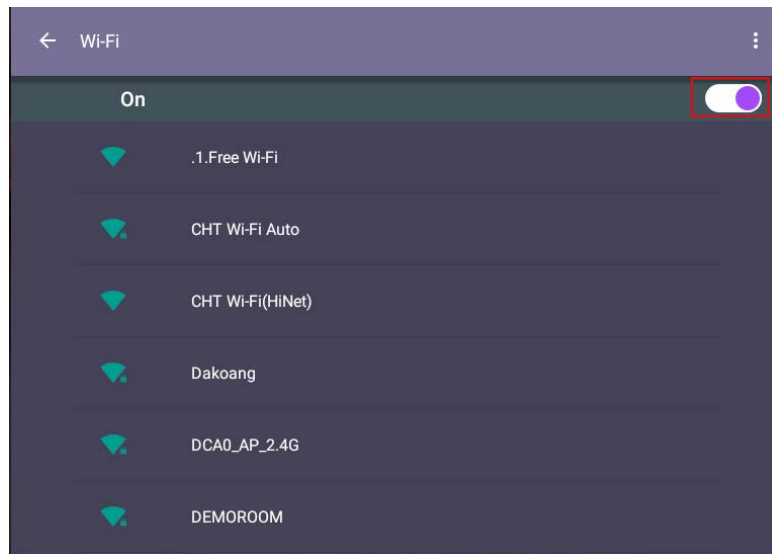 Wi-Fi
On
.1.Free Wi-Fi
CHT Wi-Fi Auto
CHT Wi-Fi(HiNet)
Dakoang
DCA0_AP_2.4G
DEMOROOM